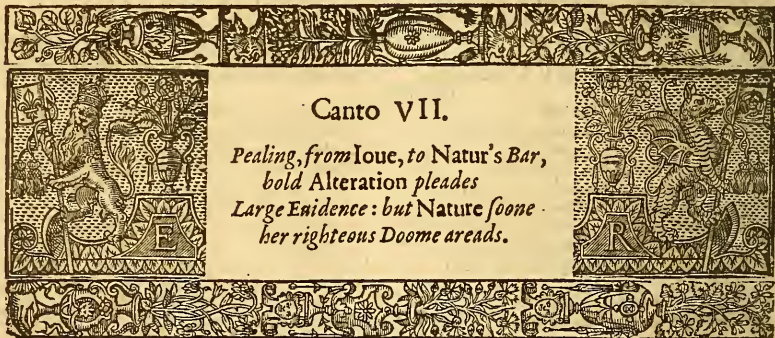 Canto VII.
Pealing, from Ioue, to Natur's Bar,
bold Alteration pleades
Large Euidence: but Nature soone
her righteous Doome areads.
E
R